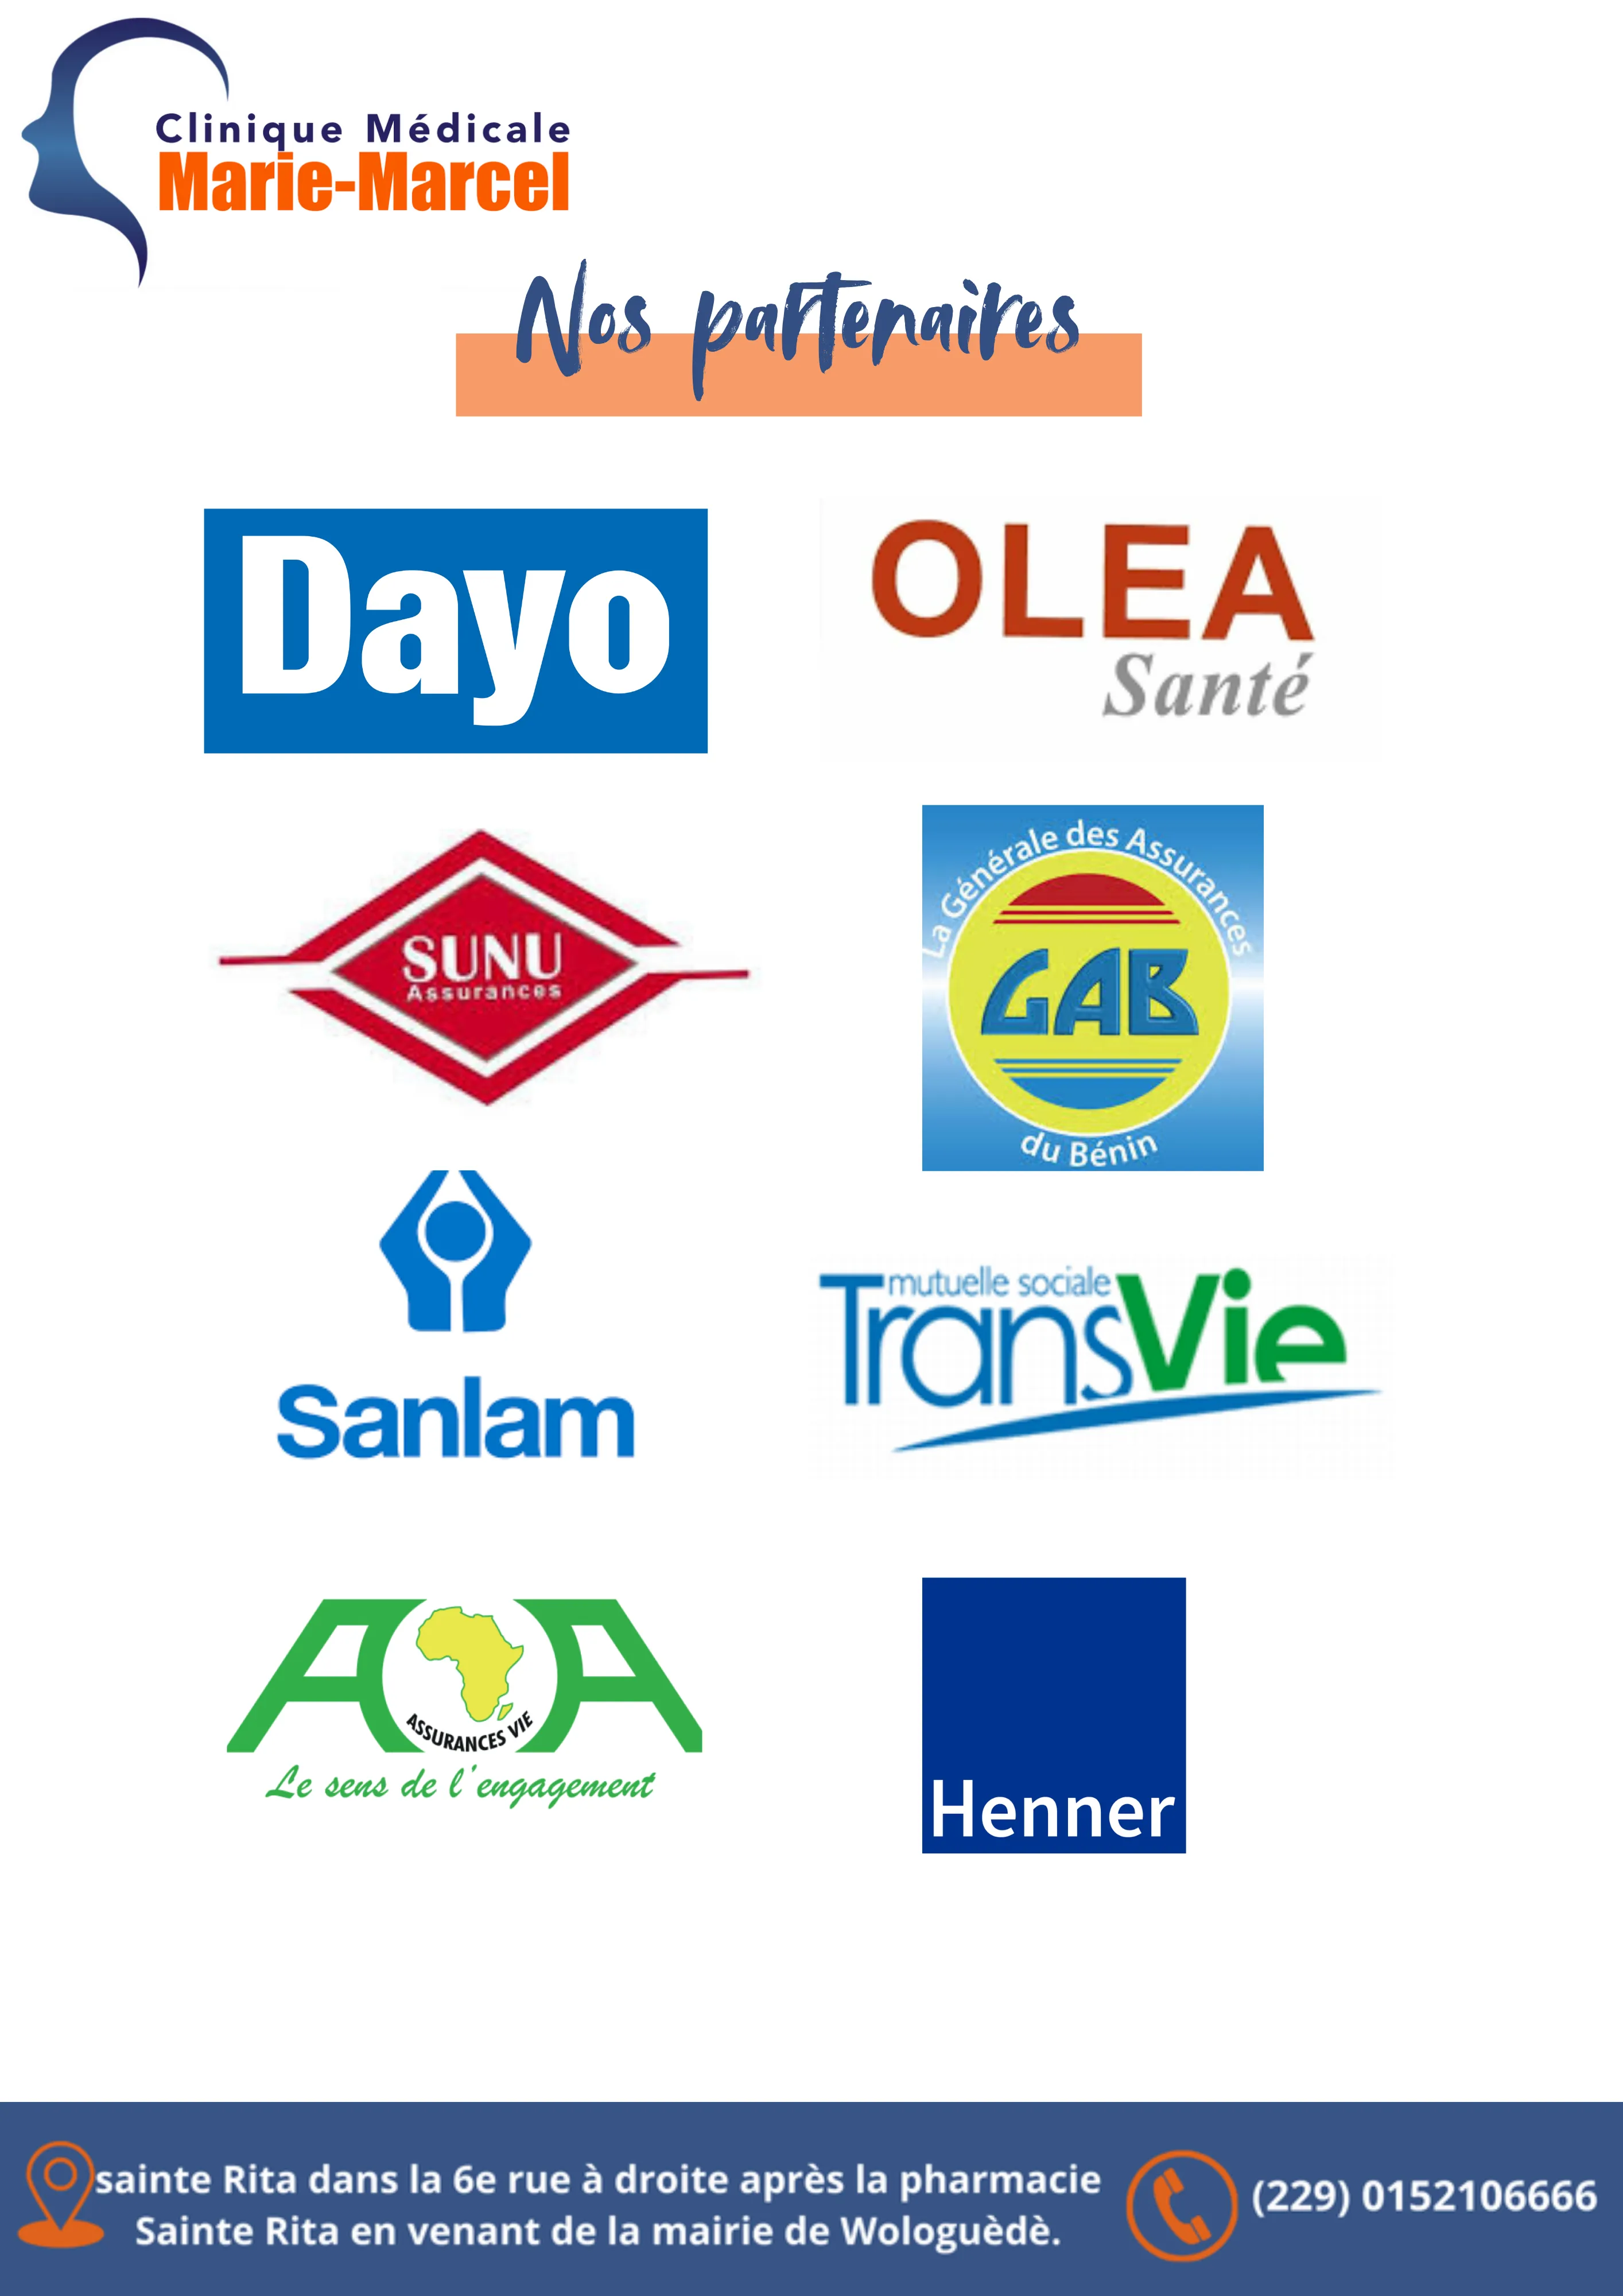 Clinique Médicale
Marie-Marcel
Nos partenaires
Dayo
OLEA
Santé
SUNU
Assurances
La Générale des Assurances
GAB
du Bénin
Sanlam
mutuelle sociale
TransVie
A A
ASSURANCES VIE
Le sens de l'engagement
Henner
sainte Rita dans la 6e rue à droite après la pharmacie
Sainte Rita en venant de la mairie de Wologuèdè.
(229) 0152106666